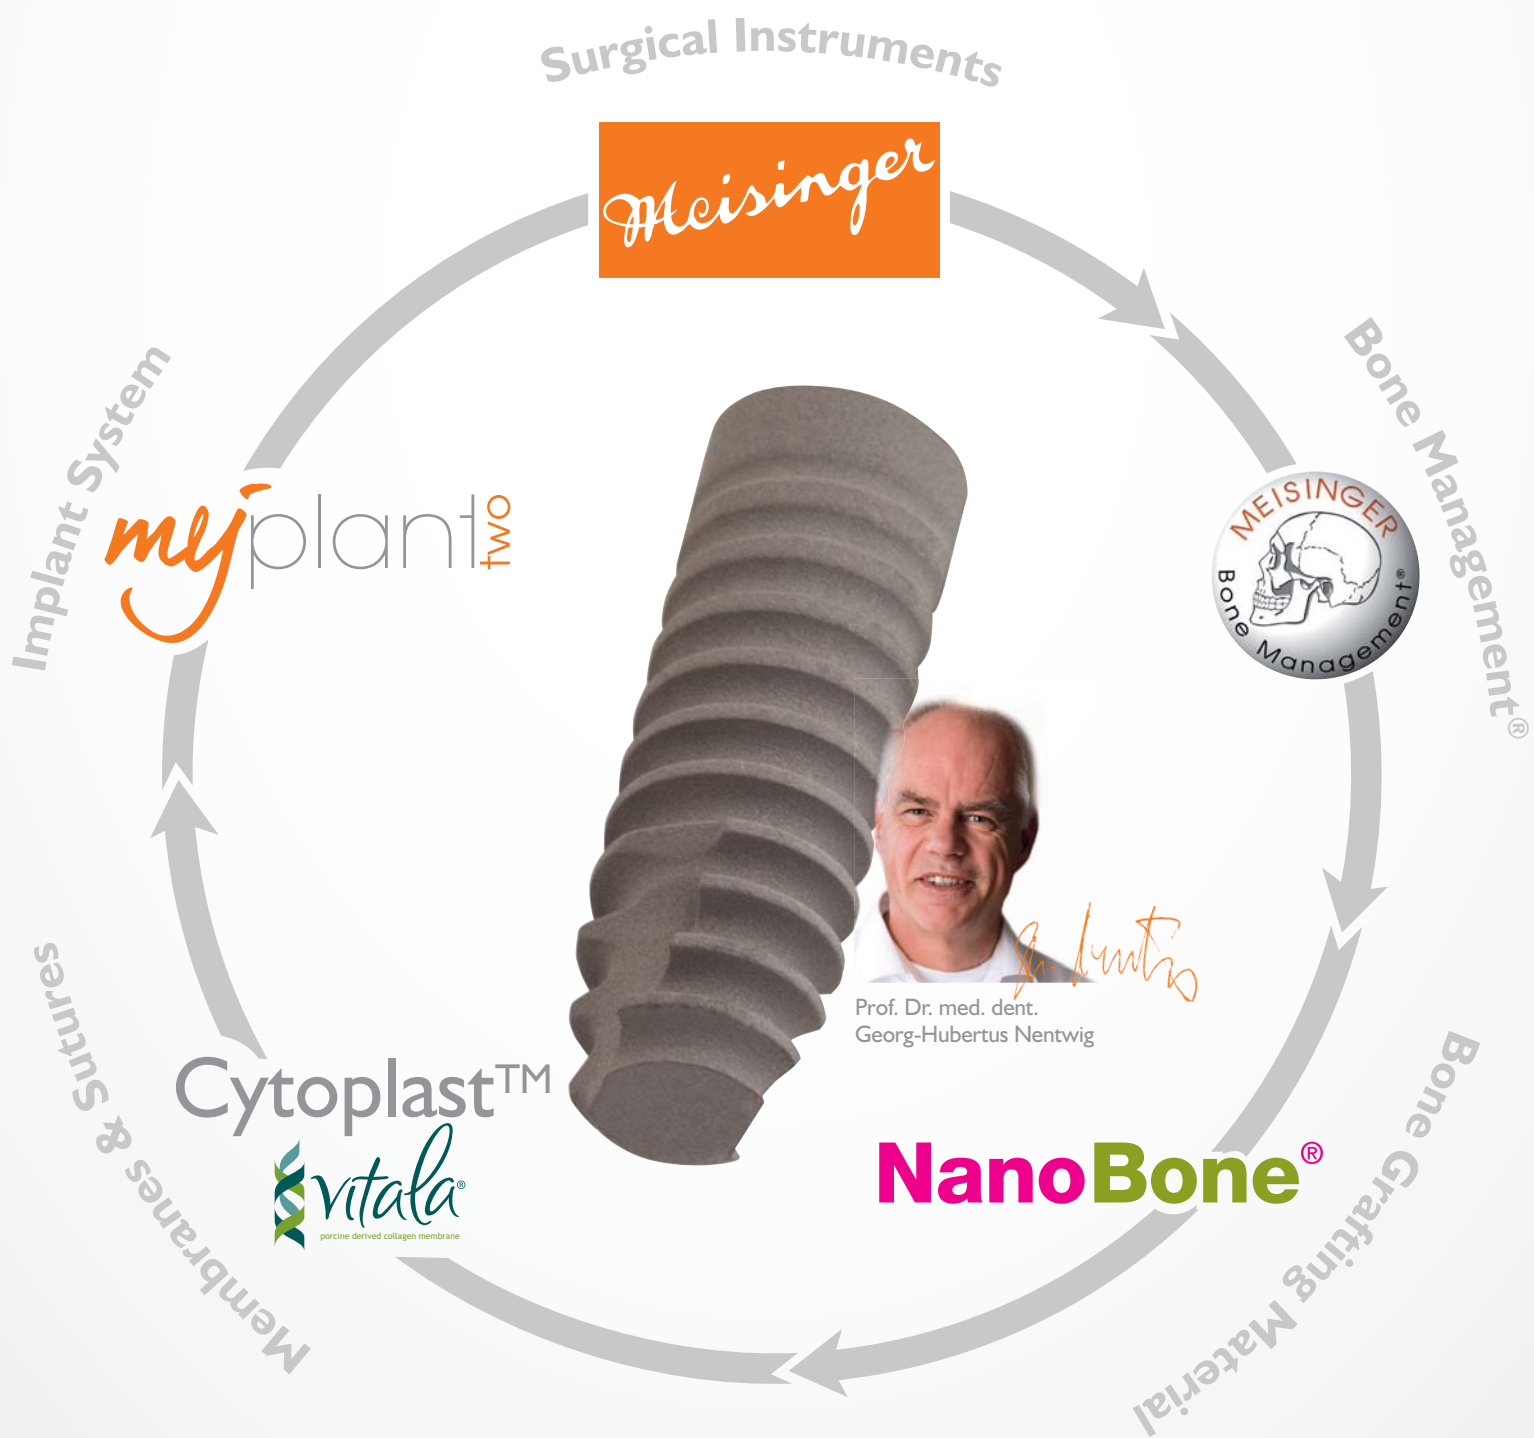 Surgical Instruments
Meisinger
Bone Management®
MEISINGER
Bone Management®
Implant System
myplant two
Prof. Dr. med. dent.
Georg-Hubertus Nentwig
Cytoplast™
vitala®
porcine derived collagen membrane
Membranes & Sutures
NanoBone®
Bone Grafting Material